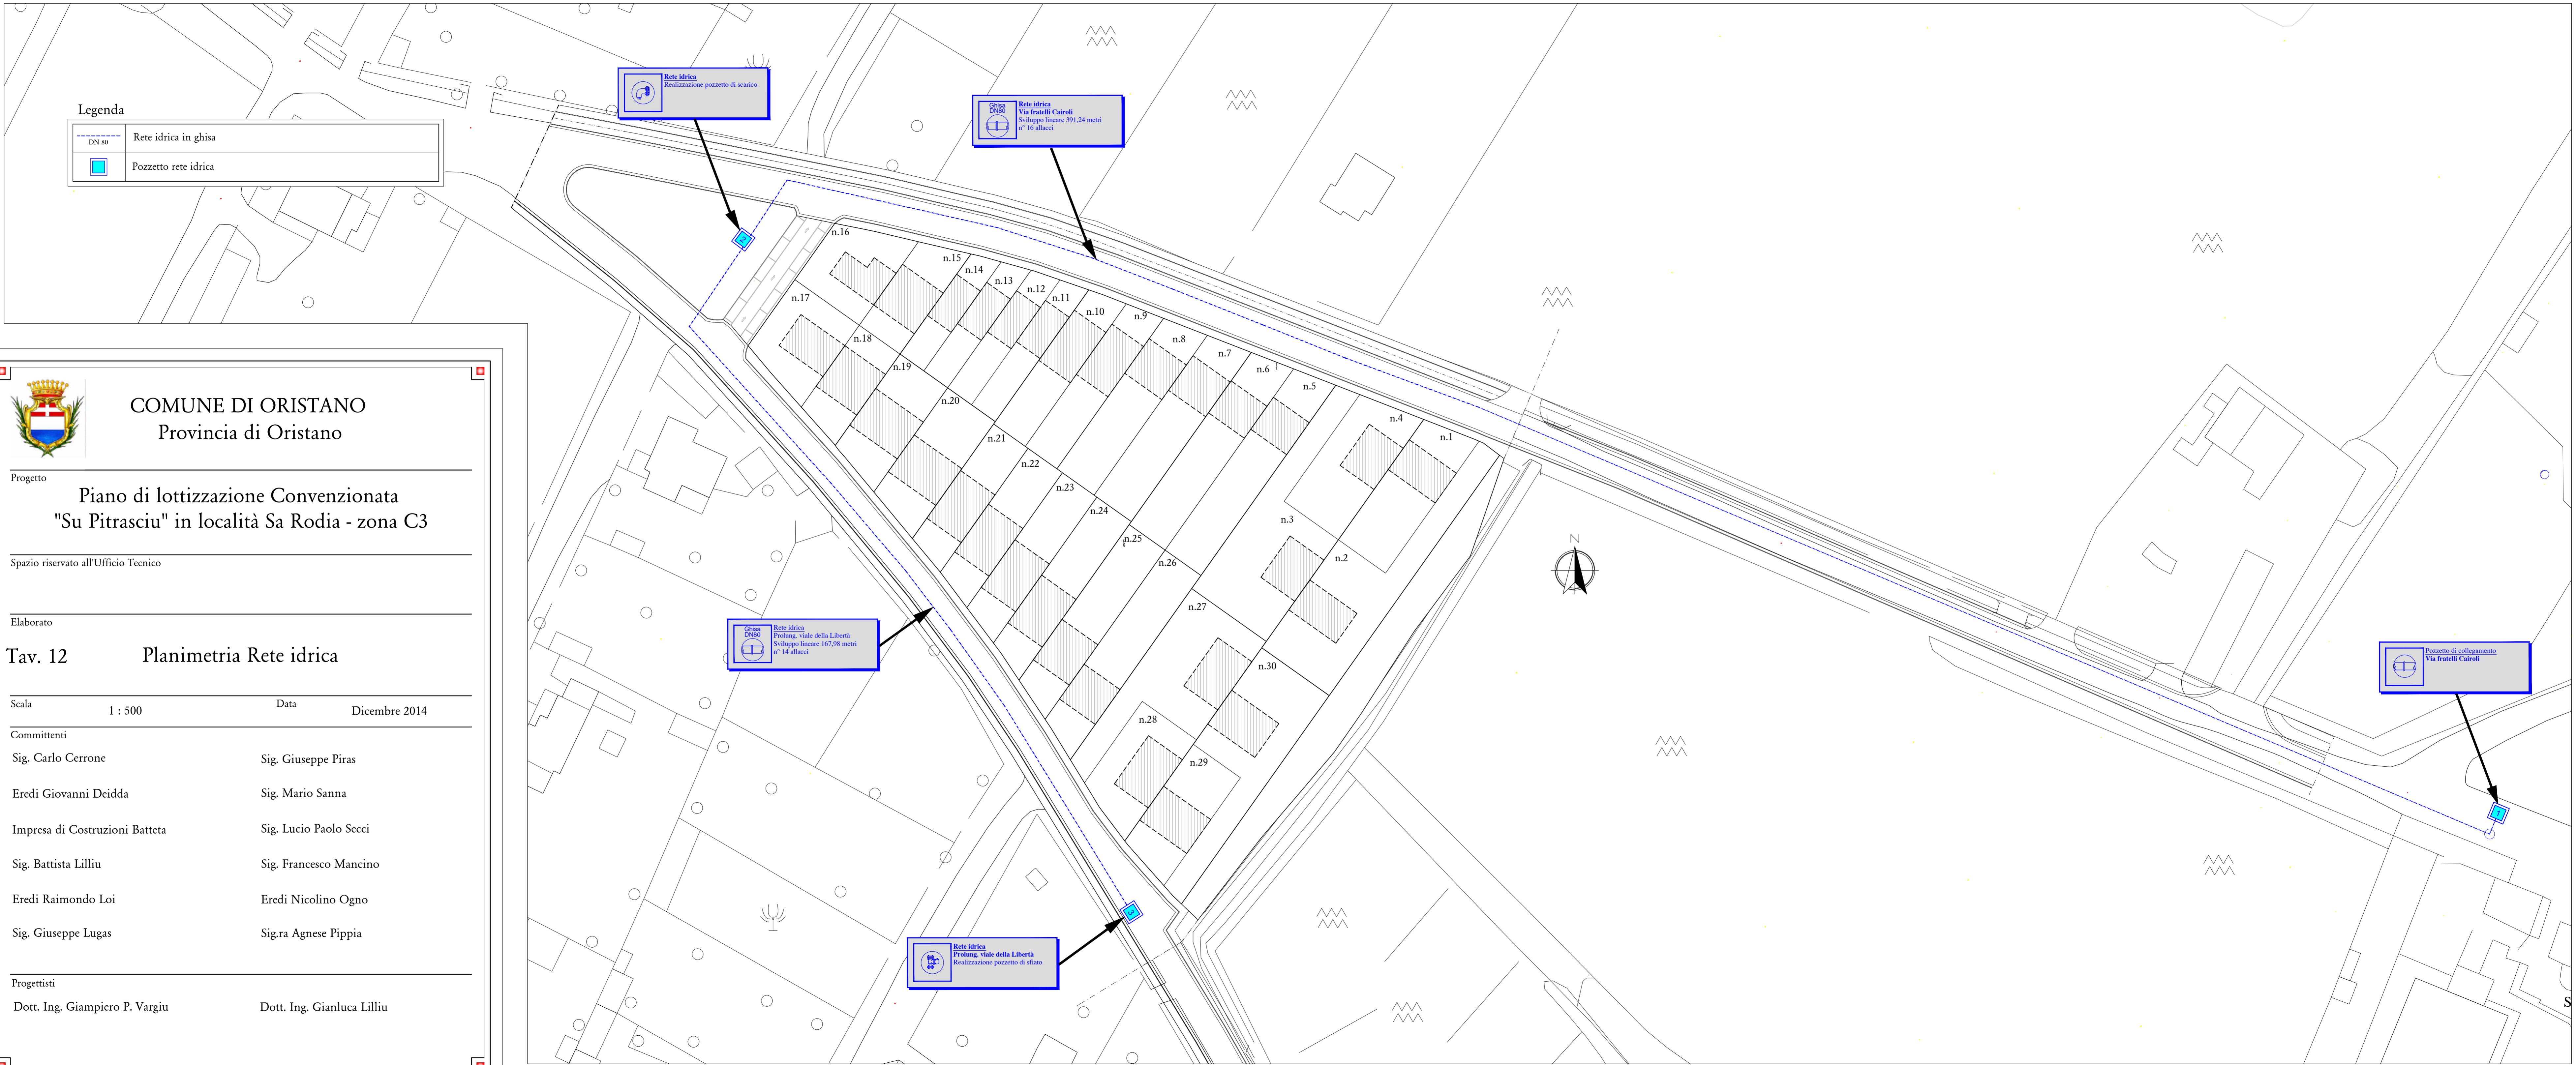 Legenda
DN 80
Rete idrica in ghisa
Pozzetto rete idrica
COMUNE DI ORISTANO
Provincia di Oristano
Progetto
Piano di lottizzazione Convenzionata
"Su Pitrasciu" in località Sa Rodia - zona C3
Spazio riservato all'Ufficio Tecnico
Elaborato
Tav. 12 Planimetria Rete idrica
Scala 1 : 500 Data Dicembre 2014
Committenti
Sig. Carlo Cerrone Sig. Giuseppe Piras
Eredi Giovanni Deidda Sig. Mario Sanna
Impresa di Costruzioni Batteta Sig. Lucio Paolo Secci
Sig. Battista Lilliu Sig. Francesco Mancino
Eredi Raimondo Loi Eredi Nicolino Ogno
Sig. Giuseppe Lugas Sig.ra Agnese Pippia
Progettisti
Dott. Ing. Giampiero P. Vargiu Dott. Ing. Gianluca Lilliu
Rete idrica
Realizzazione pozzetto di scarico
Ghisa
DN80
Rete idrica
Via fratelli Cairoli
Sviluppo lineare 391,24 metri
n° 16 allacci
2
n.16
n.15
n.14
n.13
n.12
n.11
n.10
n.9
n.8
n.7
n.6
n.5
n.4
n.1
n.17
n.18
n.19
n.20
n.21
n.22
n.23
n.24
n.25
n.26
n.27
n.3
n.2
n.30
n.28
n.29
N
Ghisa
DN80
Rete idrica
Prolung. viale della Libertà
Sviluppo lineare 167,98 metri
n° 14 allacci
Pozzetto di collegamento
Via fratelli Cairoli
1
3
Rete idrica
Prolung. viale della Libertà
Realizzazione pozzetto di sfiato
S